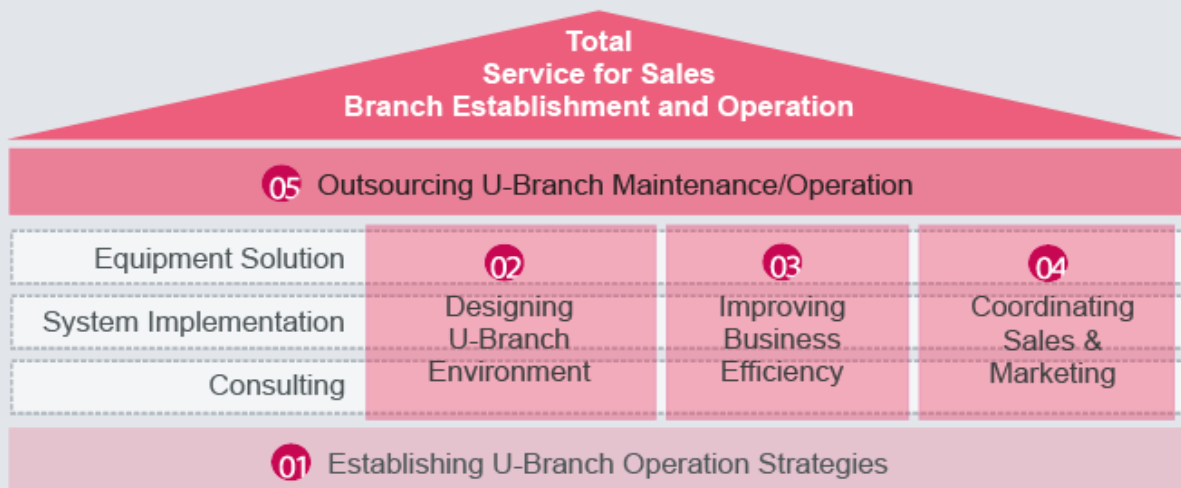 Total
Service for Sales
Branch Establishment and Operation
05 Outsourcing U-Branch Maintenance/Operation
Equipment Solution
System Implementation
Consulting
02
Designing
U-Branch
Environment
03
Improving
Business
Efficiency
04
Coordinating
Sales &
Marketing
01 Establishing U-Branch Operation Strategies